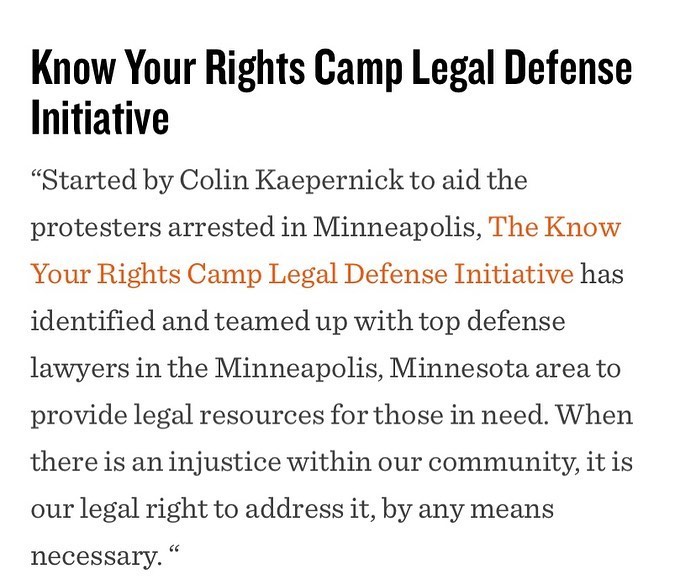 Know Your Rights Camp Legal Defense
Initiative
“Started by Colin Kaepernick to aid the
protesters arrested in Minneapolis, The Know
Your Rights Camp Legal Defense Initiative has
identified and teamed up with top defense
lawyers in the Minneapolis, Minnesota area to
provide legal resources for those in need. When
there is an injustice within our community, it is
our legal right to address it, by any means
necessary. “